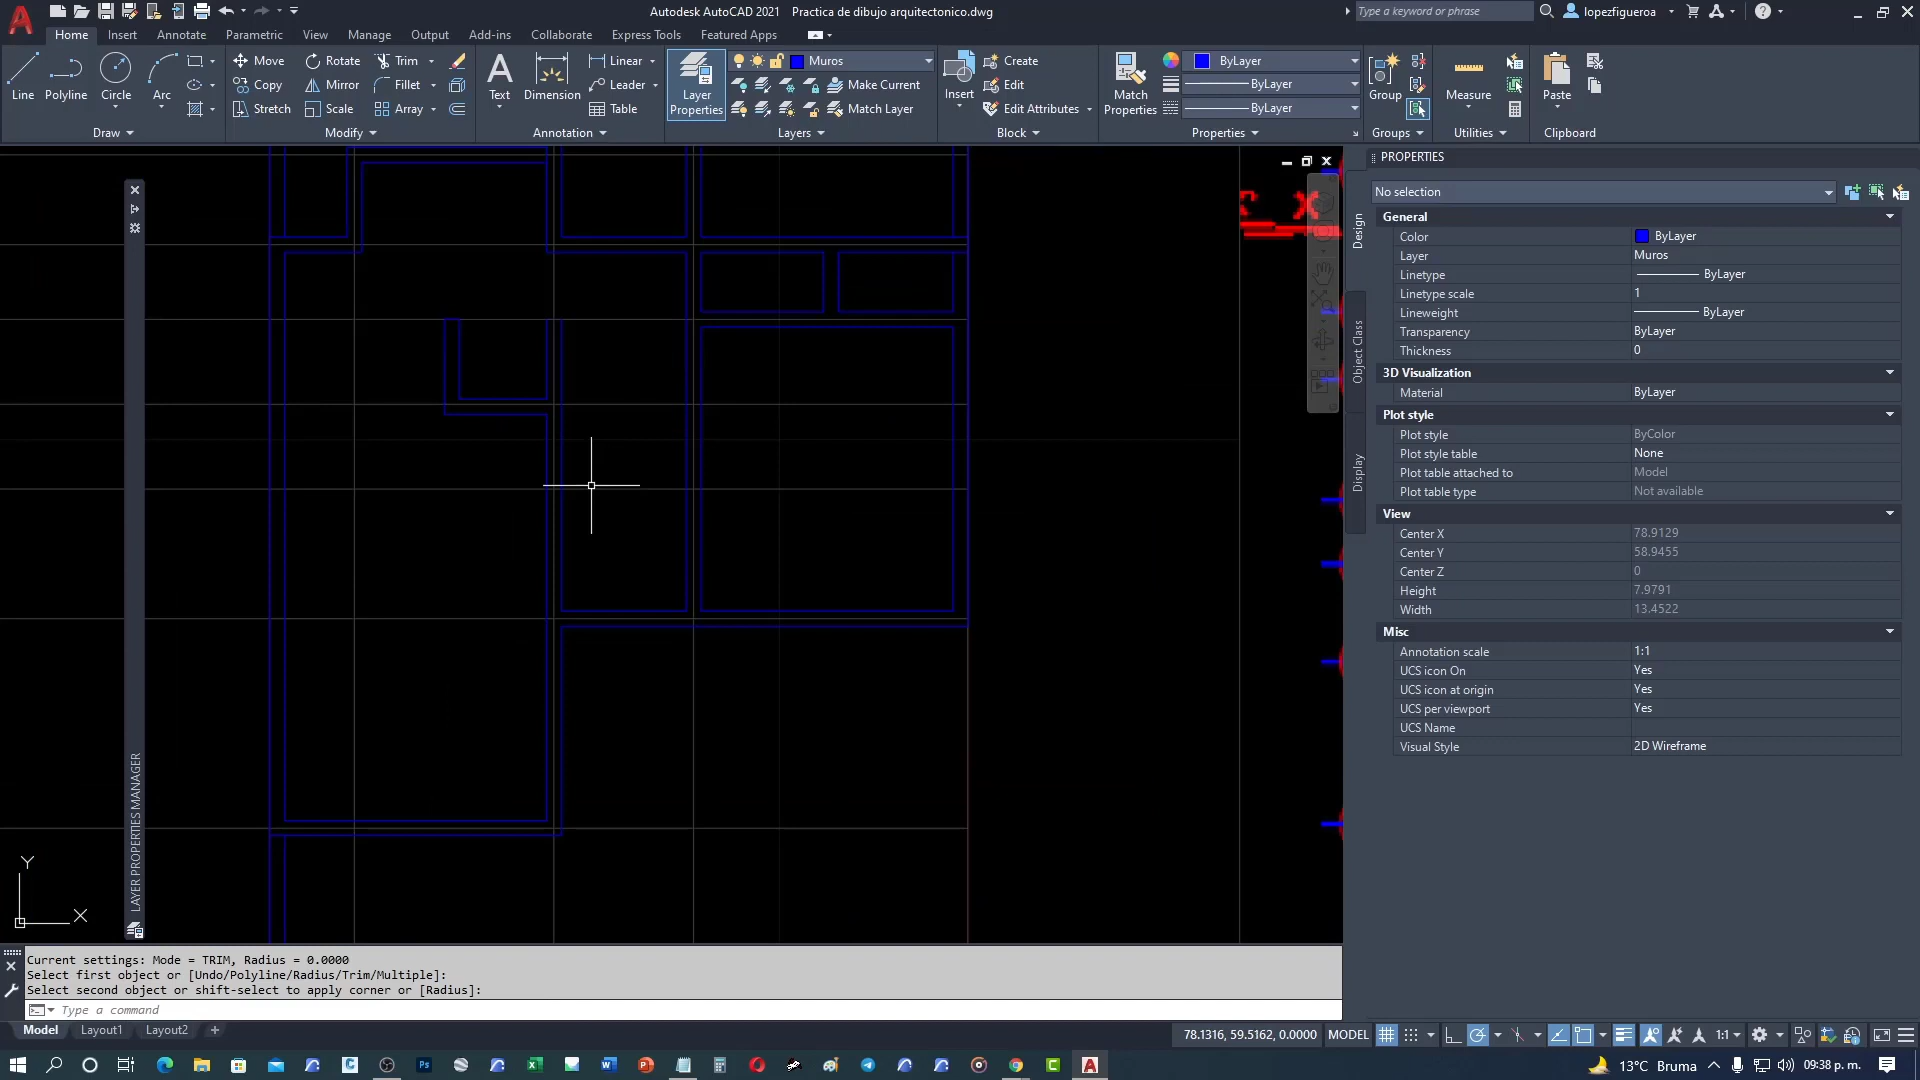 Autodesk AutoCAD 2021 Practica de dibujo arquitectonico.dwg
Type a keyword or phrase
lopezfigueroa
Home Insert Annotate Parametric View Manage Output Add-ins Collaborate Express Tools Featured Apps
Line Polyline Circle Arc
Draw
Move Rotate Trim
Copy Mirror Fillet
Stretch Scale Array
Modify
Text Dimension
Linear
Leader
Table
Annotation
Layer Properties
Muros
Make Current
Match Layer
Layers
Insert
Create
Edit
Edit Attributes
Block
Match Properties
ByLayer
ByLayer
ByLayer
Properties
Group
Groups
Measure
Utilities
Paste
Clipboard
LAYER PROPERTIES MANAGER
X
Y
X
Design
Object Class
Display
PROPERTIES
No selection
General
Color ByLayer
Layer Muros
Linetype ByLayer
Linetype scale 1
Lineweight ByLayer
Transparency ByLayer
Thickness 0
3D Visualization
Material ByLayer
Plot style
Plot style ByColor
Plot style table None
Plot table attached to Model
Plot table type Not available
View
Center X 78.9129
Center Y 58.9455
Center Z 0
Height 7.9791
Width 13.4522
Misc
Annotation scale 1:1
UCS icon On Yes
UCS icon at origin Yes
UCS per viewport Yes
UCS Name
Visual Style 2D Wireframe
Current settings: Mode = TRIM, Radius = 0.0000
Select first object or [Undo/Polyline/Radius/Trim/Multiple]:
Select second object or shift-select to apply corner or [Radius]:
Type a command
Model Layout1 Layout2 +
78.1316, 59.5162, 0.0000 MODEL 1:1
13°C Bruma 09:38 p. m.